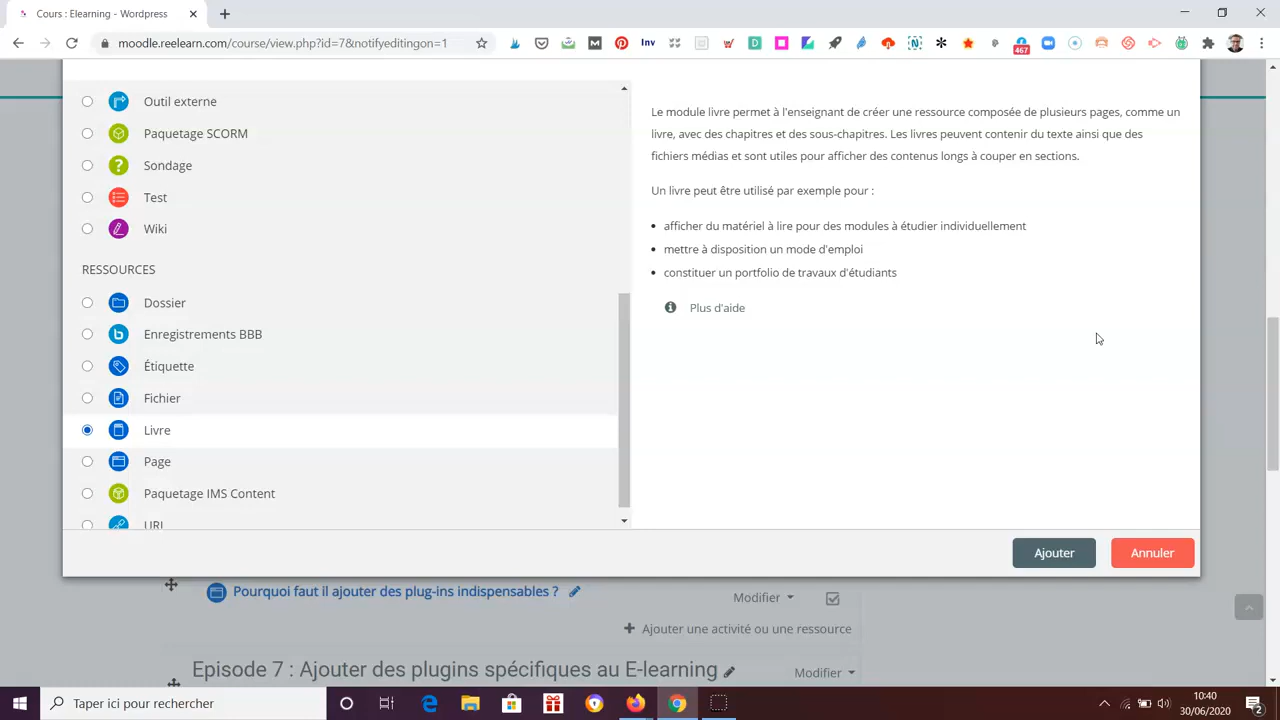 Cours : Elearning - Wordpress
moodle.reelearn.com/course/view.php?id=7&notifyeditingon=1
Inv
467
Outil externe
Paquetage SCORM
Sondage
Test
Wiki
RESSOURCES
Dossier
Enregistrements BBB
Étiquette
Fichier
Livre
Page
Paquetage IMS Content
URL
Le module livre permet à l'enseignant de créer une ressource composée de plusieurs pages, comme un
livre, avec des chapitres et des sous-chapitres. Les livres peuvent contenir du texte ainsi que des
fichiers médias et sont utiles pour afficher des contenus longs à couper en sections.
Un livre peut être utilisé par exemple pour :
afficher du matériel à lire pour des modules à étudier individuellement
mettre à disposition un mode d'emploi
constituer un portfolio de travaux d'étudiants
Plus d'aide
Ajouter
Annuler
Pourquoi faut il ajouter des plug-ins indispensables ?
Modifier
Ajouter une activité ou une ressource
Episode 7 : Ajouter des plugins spécifiques au E-learning
Modifier
Taper ici pour rechercher
10:40
30/06/2020
2